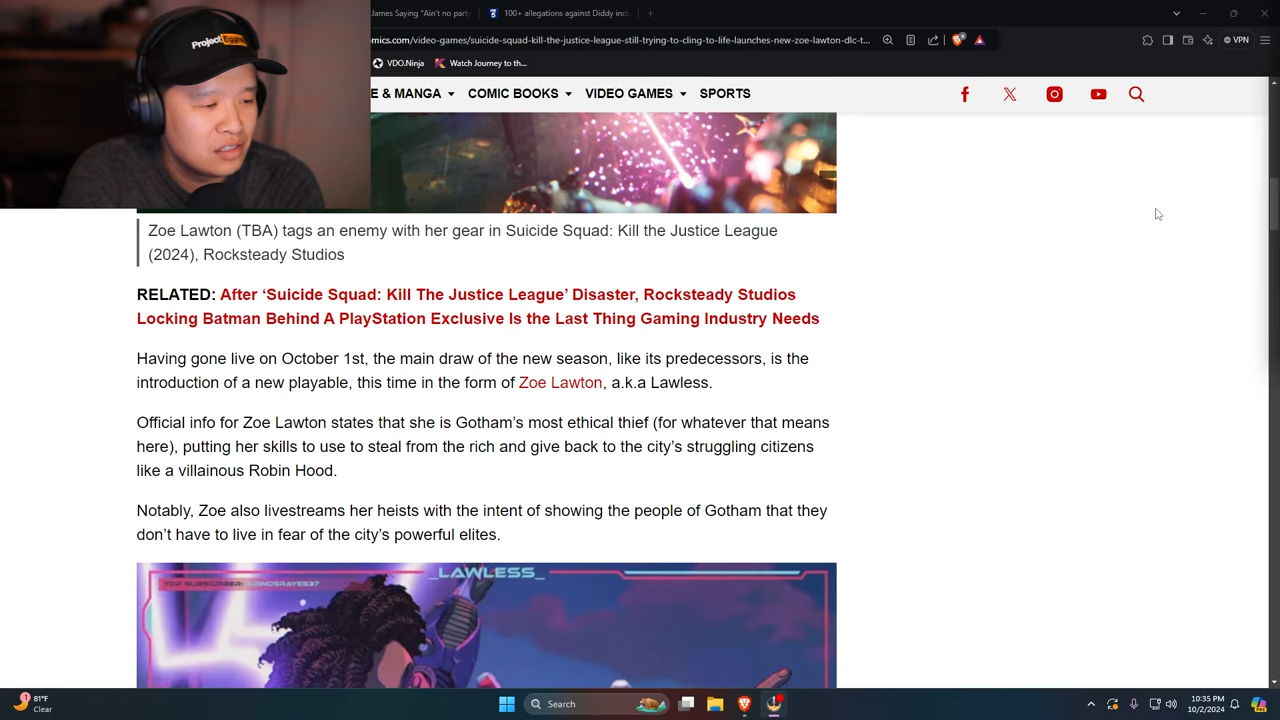 James Saying "Ain't no party
100+ allegations against Diddy incl
omics.com/video-games/suicide-squad-kill-the-justice-league-still-trying-to-cling-to-life-launches-new-zoe-lawton-dlc-t...
VPN
VDO.Ninja
Watch Journey to th...
Project Egg
E & MANGA
COMIC BOOKS
VIDEO GAMES
SPORTS
Zoe Lawton (TBA) tags an enemy with her gear in Suicide Squad: Kill the Justice League
(2024), Rocksteady Studios
RELATED: After ‘Suicide Squad: Kill The Justice League’ Disaster, Rocksteady Studios
Locking Batman Behind A PlayStation Exclusive Is the Last Thing Gaming Industry Needs
Having gone live on October 1st, the main draw of the new season, like its predecessors, is the
introduction of a new playable, this time in the form of Zoe Lawton, a.k.a Lawless.
Official info for Zoe Lawton states that she is Gotham’s most ethical thief (for whatever that means
here), putting her skills to use to steal from the rich and give back to the city’s struggling citizens
like a villainous Robin Hood.
Notably, Zoe also livestreams her heists with the intent of showing the people of Gotham that they
don’t have to live in fear of the city’s powerful elites.
_LAWLESS_
TOP SUBSCRIBER:
1
81°F
Clear
Search
10:35 PM
10/2/2024